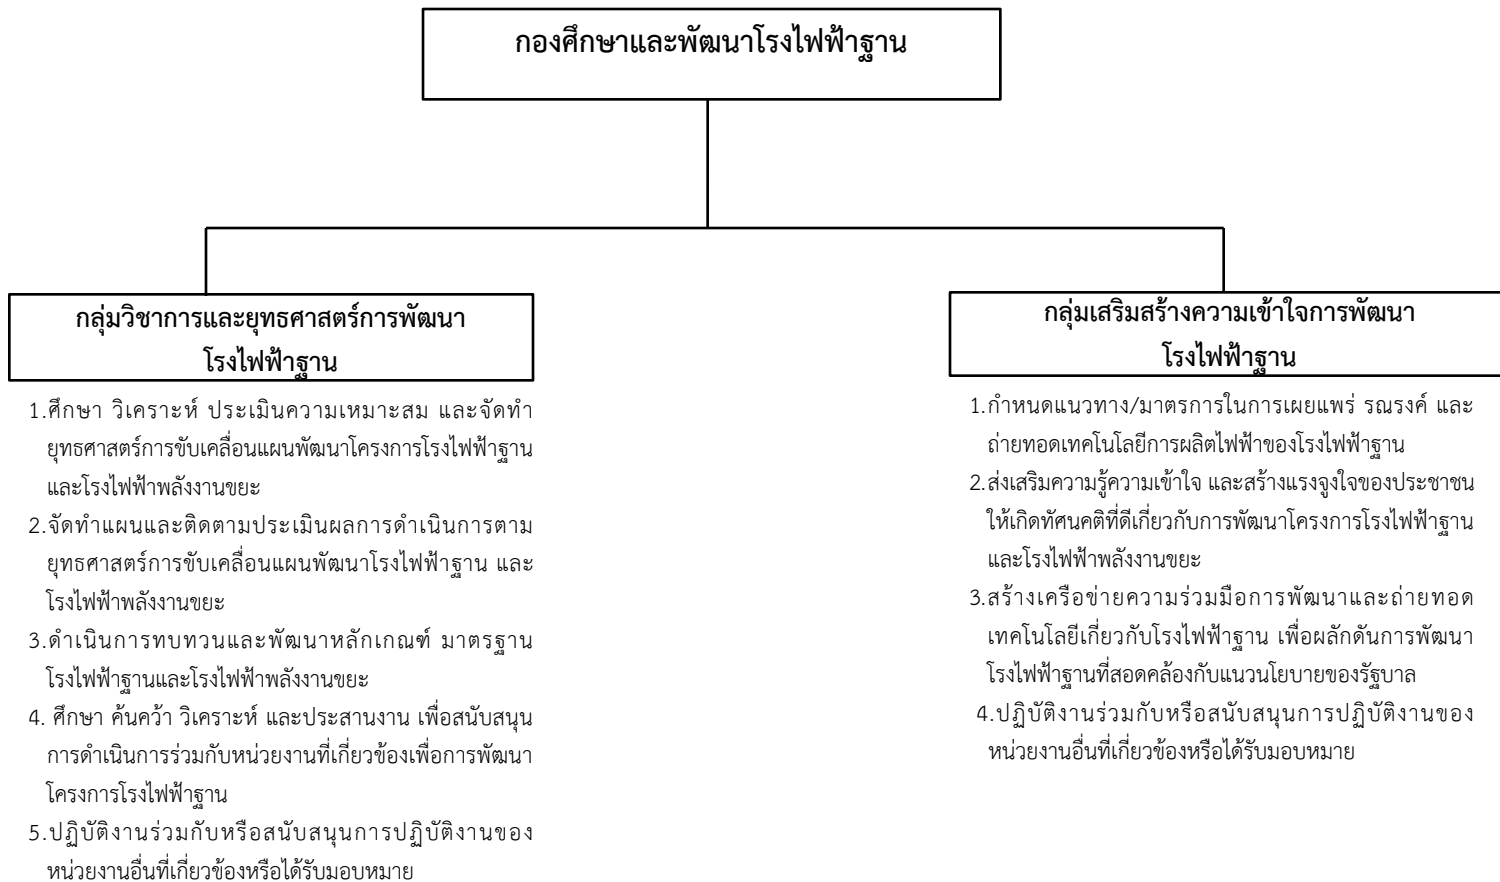 กองศึกษาและพัฒนาโรงไฟฟ้าฐาน
กลุ่มวิชาการและยุทธศาสตร์การพัฒนา
โรงไฟฟ้าฐาน
1.ศึกษา วิเคราะห์ ประเมินความเหมาะสม และจัดทำ
ยุทธศาสตร์การขับเคลื่อนแผนพัฒนาโครงการโรงไฟฟ้าฐาน
และโรงไฟฟ้าพลังงานขยะ
2.จัดทำแผนและติดตามประเมินผลการดำเนินการตาม
ยุทธศาสตร์การขับเคลื่อนแผนพัฒนาโรงไฟฟ้าฐาน และ
โรงไฟฟ้าพลังงานขยะ
3.ดำเนินการทบทวนและพัฒนาหลักเกณฑ์ มาตรฐาน
โรงไฟฟ้าฐานและโรงไฟฟ้าพลังงานขยะ
4. ศึกษา ค้นคว้า วิเคราะห์ และประสานงาน เพื่อสนับสนุน
การดำเนินการร่วมกับหน่วยงานที่เกี่ยวข้องเพื่อการพัฒนา
โครงการโรงไฟฟ้าฐาน
5.ปฏิบัติงานร่วมกับหรือสนับสนุนการปฏิบัติงานของ
หน่วยงานอื่นที่เกี่ยวข้องหรือได้รับมอบหมาย
กลุ่มเสริมสร้างความเข้าใจการพัฒนา
โรงไฟฟ้าฐาน
1.กำหนดแนวทาง/มาตรการในการเผยแพร่ รณรงค์ และ
ถ่ายทอดเทคโนโลยีการผลิตไฟฟ้าของโรงไฟฟ้าฐาน
2.ส่งเสริมความรู้ความเข้าใจ และสร้างแรงจูงใจของประชาชน
ให้เกิดทัศนคติที่ดีเกี่ยวกับการพัฒนาโครงการโรงไฟฟ้าฐาน
และโรงไฟฟ้าพลังงานขยะ
3.สร้างเครือข่ายความร่วมมือการพัฒนาและถ่ายทอด
เทคโนโลยีเกี่ยวกับโรงไฟฟ้าฐาน เพื่อผลักดันการพัฒนา
โรงไฟฟ้าฐานที่สอดคล้องกับแนวนโยบายของรัฐบาล
4.ปฏิบัติงานร่วมกับหรือสนับสนุนการปฏิบัติงานของ
หน่วยงานอื่นที่เกี่ยวข้องหรือได้รับมอบหมาย